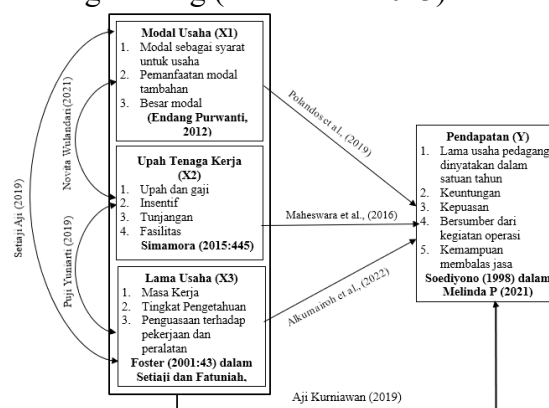 Modal Usaha (X1)
1. Modal sebagai syarat
untuk usaha
2. Pemanfaatan modal
tambahan
3. Besar modal
(Endang Purwanti,
2012)
Upah Tenaga Kerja
(X2)
1. Upah dan gaji
2. Insentif
3. Tunjangan
4. Fasilitas
Simamora (2015:445)
Lama Usaha (X3)
1. Masa Kerja
2. Tingkat Pengetahuan
3. Penguasaan terhadap
pekerjaan dan
peralatan
Foster (2001:43) dalam
Setiaji dan Fatuniah,
Setiaji Aji (2019)
Novita Wulandari (2021)
Puji Yuniarti (2019)
Polandos et al., (2019)
Maheswara et al., (2016)
Alkumairoh et al., (2022)
Pendapatan (Y)
1. Lama usaha pedagang
dinyatakan dalam
satuan tahun
2. Keuntungan
3. Kepuasan
4. Bersumber dari
kegiatan operasi
5. Kemampuan
membalas jasa
Soediyono (1998) dalam
Melinda P (2021)
Aji Kurniawan (2019)